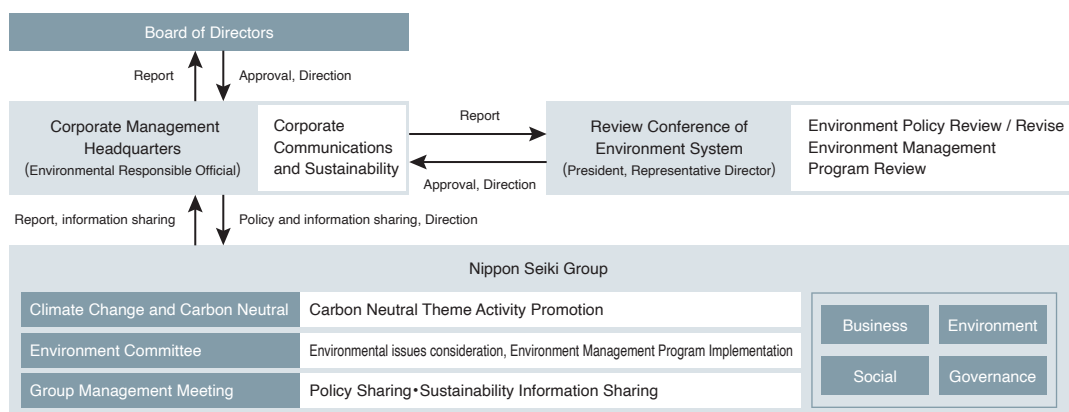 Board of Directors
Report
Approval, Direction
Corporate Management
Headquarters
(Environmental Responsible Official)
Corporate
Communications
and Sustainability
Report
Approval, Direction
Review Conference of
Environment System
(President, Representative Director)
Environment Policy Review / Revise
Environment Management
Program Review
Report, information sharing
Policy and information sharing, Direction
Nippon Seiki Group
Climate Change and Carbon Neutral
Carbon Neutral Theme Activity Promotion
Environment Committee
Environmental issues consideration, Environment Management Program Implementation
Group Management Meeting
Policy Sharing•Sustainability Information Sharing
Business
Environment
Social
Governance